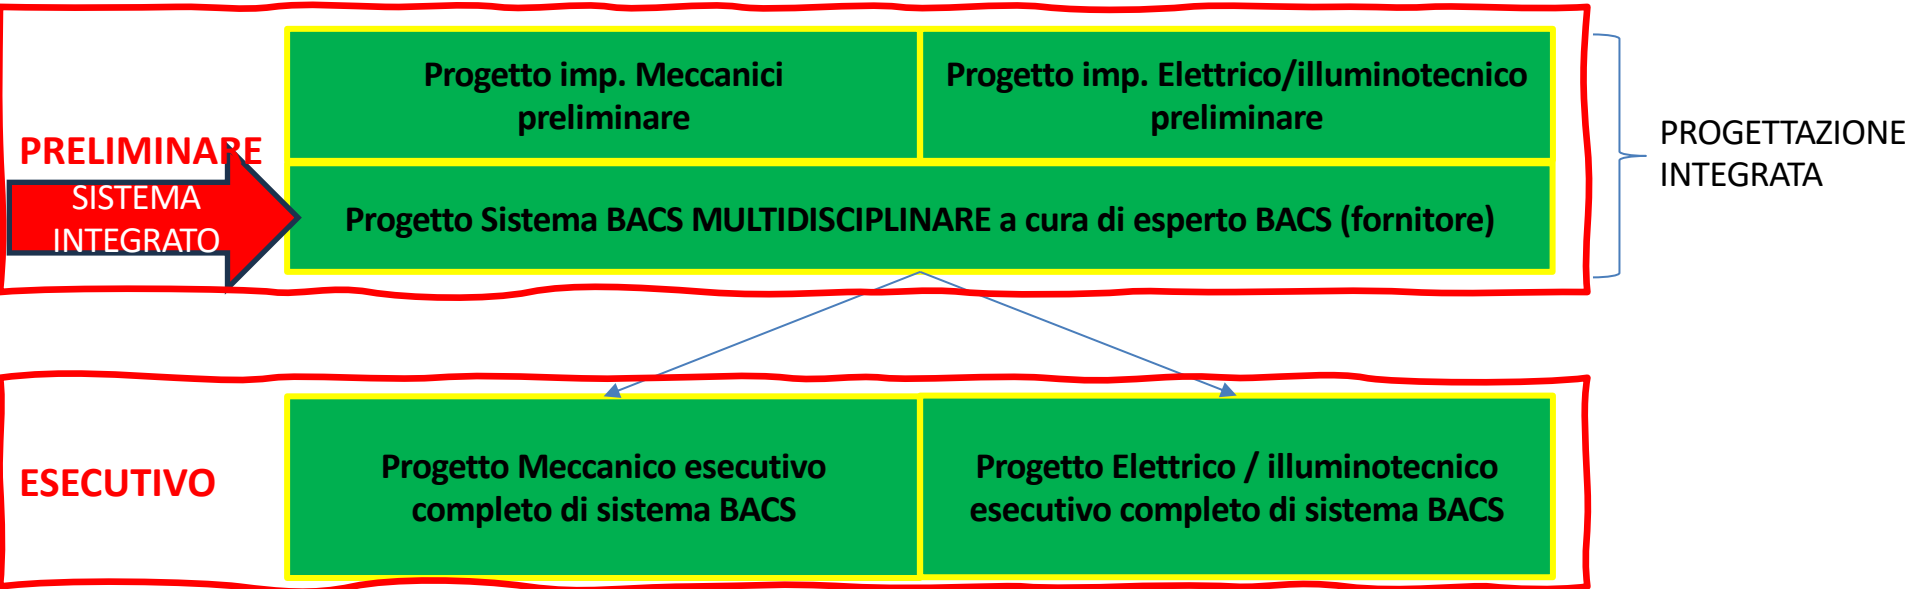 Progetto imp. Meccanici
preliminare
Progetto imp. Elettrico/illuminotecnico
preliminare
PRELIMINARE
PROGETTAZIONE
INTEGRATA
SISTEMA
INTEGRATO
Progetto Sistema BACS MULTIDISCIPLINARE a cura di esperto BACS (fornitore)
ESECUTIVO
Progetto Meccanico esecutivo
completo di sistema BACS
Progetto Elettrico / illuminotecnico
esecutivo completo di sistema BACS